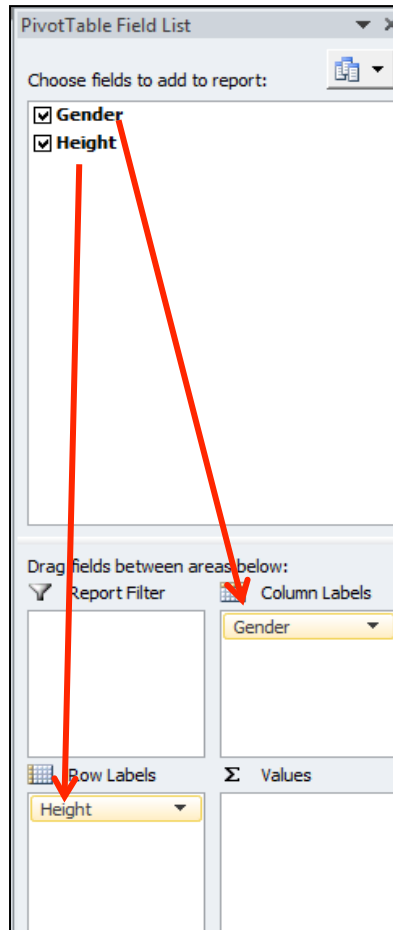 PivotTable Field List
Choose fields to add to report:
Gender
Height
Drag fields between areas below:
Report Filter
Column Labels
Gender
Row Labels
Σ Values
Height